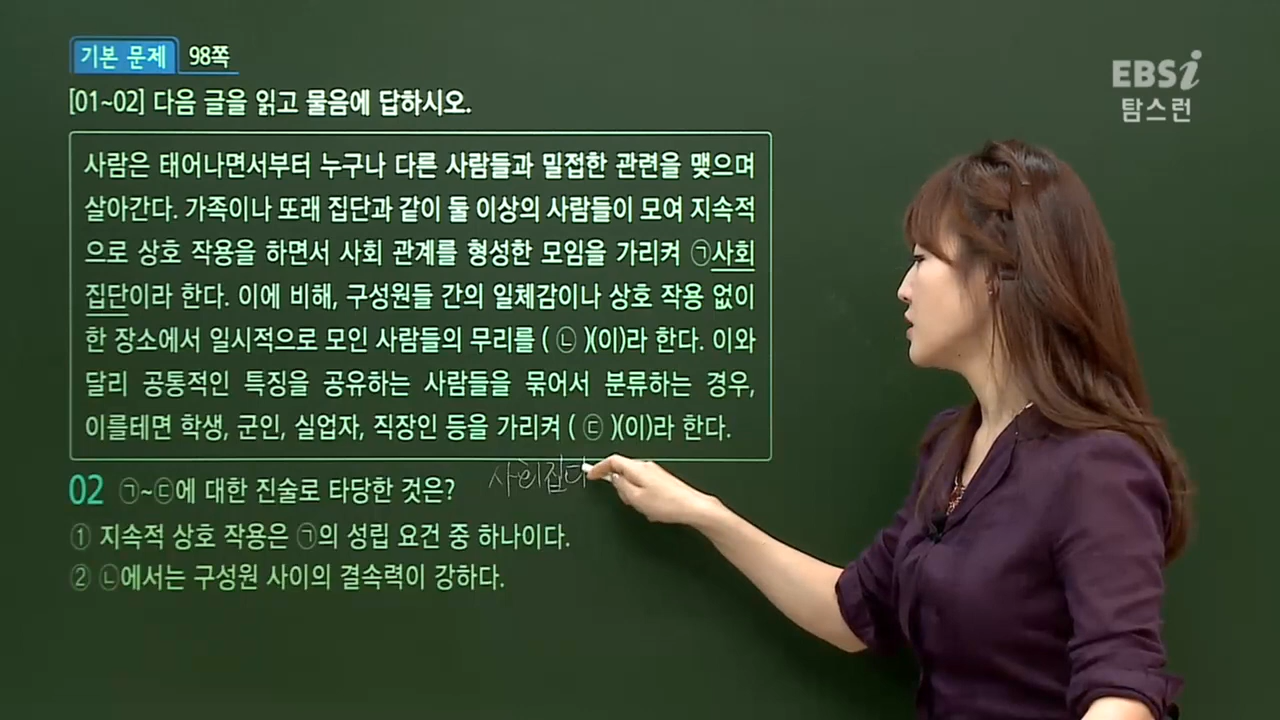 기본 문제 98쪽
EBSi
탐스런
[01~02] 다음 글을 읽고 물음에 답하시오.
사람은 태어나면서부터 누구나 다른 사람들과 밀접한 관련을 맺으며
살아간다. 가족이나 또래 집단과 같이 둘 이상의 사람들이 모여 지속적
으로 상호 작용을 하면서 사회 관계를 형성한 모임을 가리켜 ㉠사회
집단이라 한다. 이에 비해, 구성원들 간의 일체감이나 상호 작용 없이
한 장소에서 일시적으로 모인 사람들의 무리를 ( ㉡ )(이)라 한다. 이와
달리 공통적인 특징을 공유하는 사람들을 묶어서 분류하는 경우,
이를테면 학생, 군인, 실업자, 직장인 등을 가리켜 ( ㉢ )(이)라 한다.
사회집다
02 ㉠~㉢에 대한 진술로 타당한 것은?
① 지속적 상호 작용은 ㉠의 성립 요건 중 하나이다.
② ㉡에서는 구성원 사이의 결속력이 강하다.